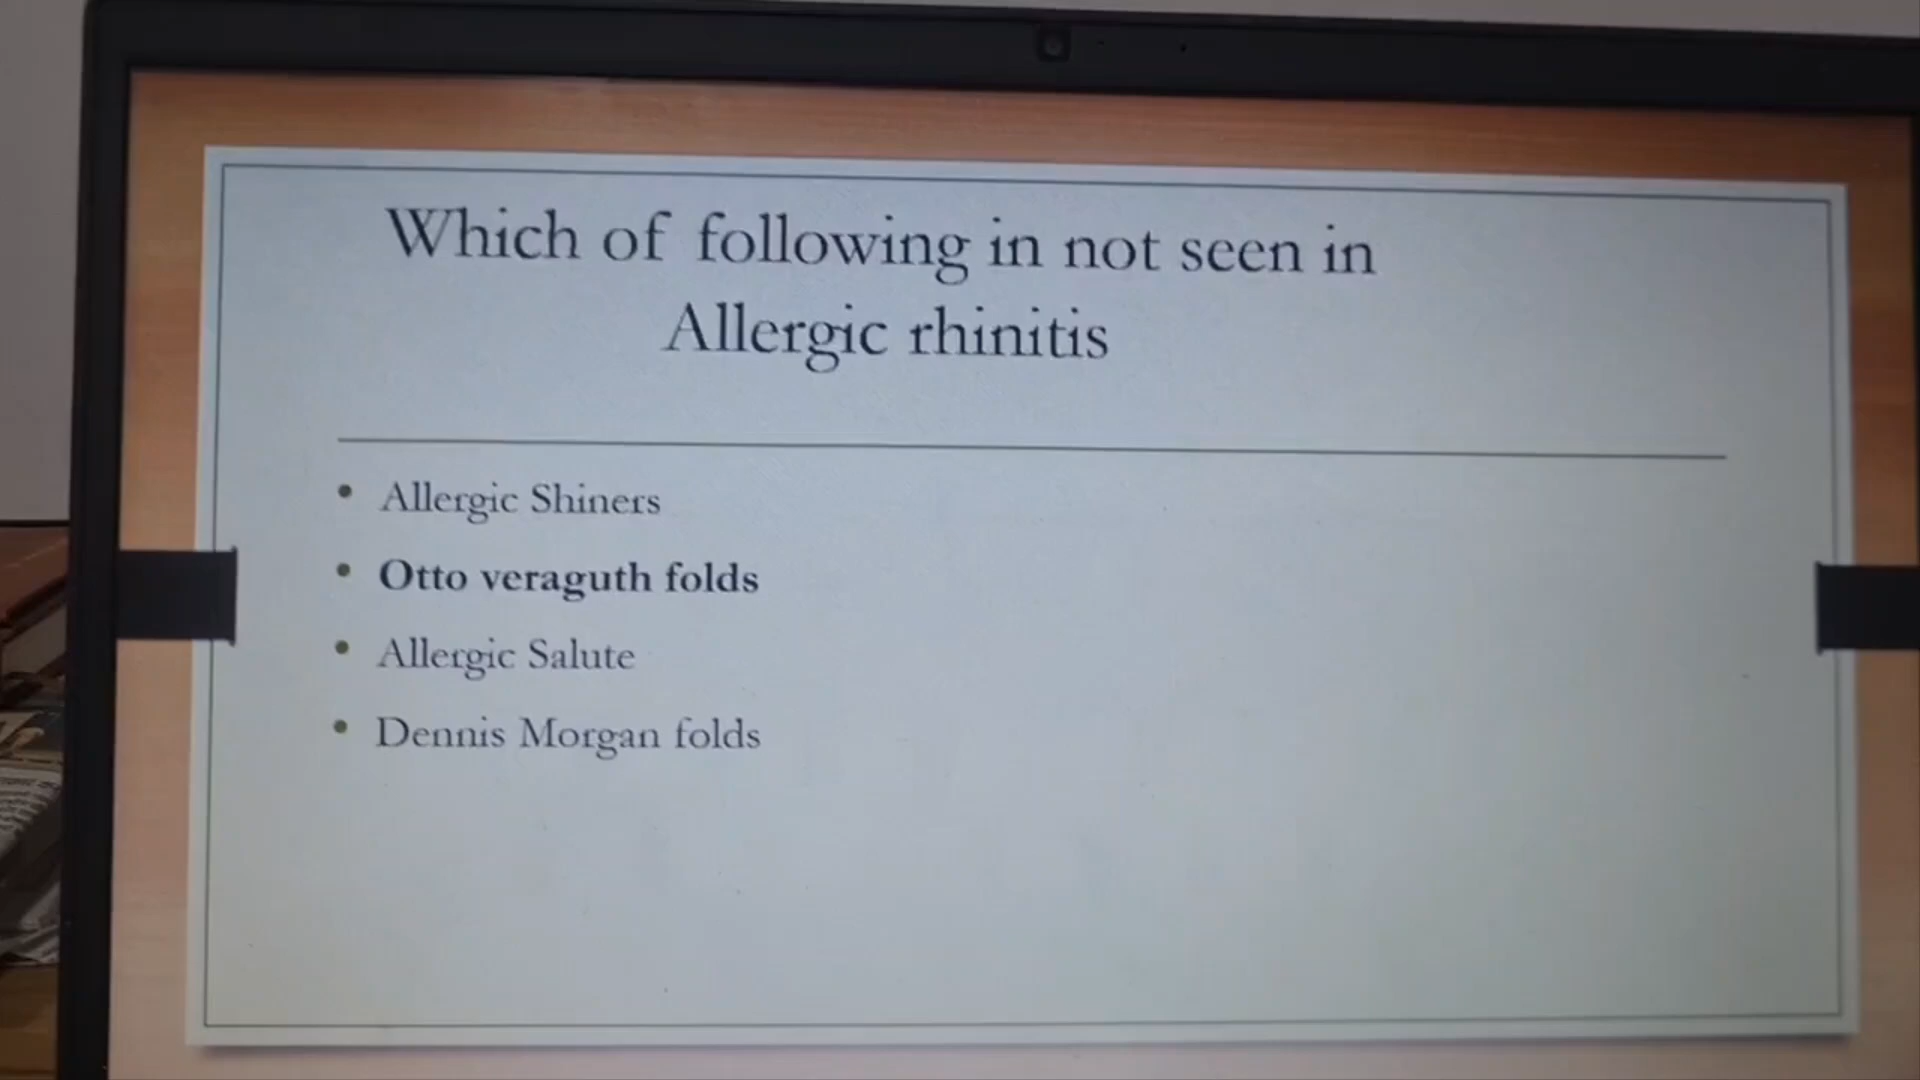 Which of following in not seen in
Allergic rhinitis
• Allergic Shiners
• Otto veraguth folds
• Allergic Salute
• Dennis Morgan folds